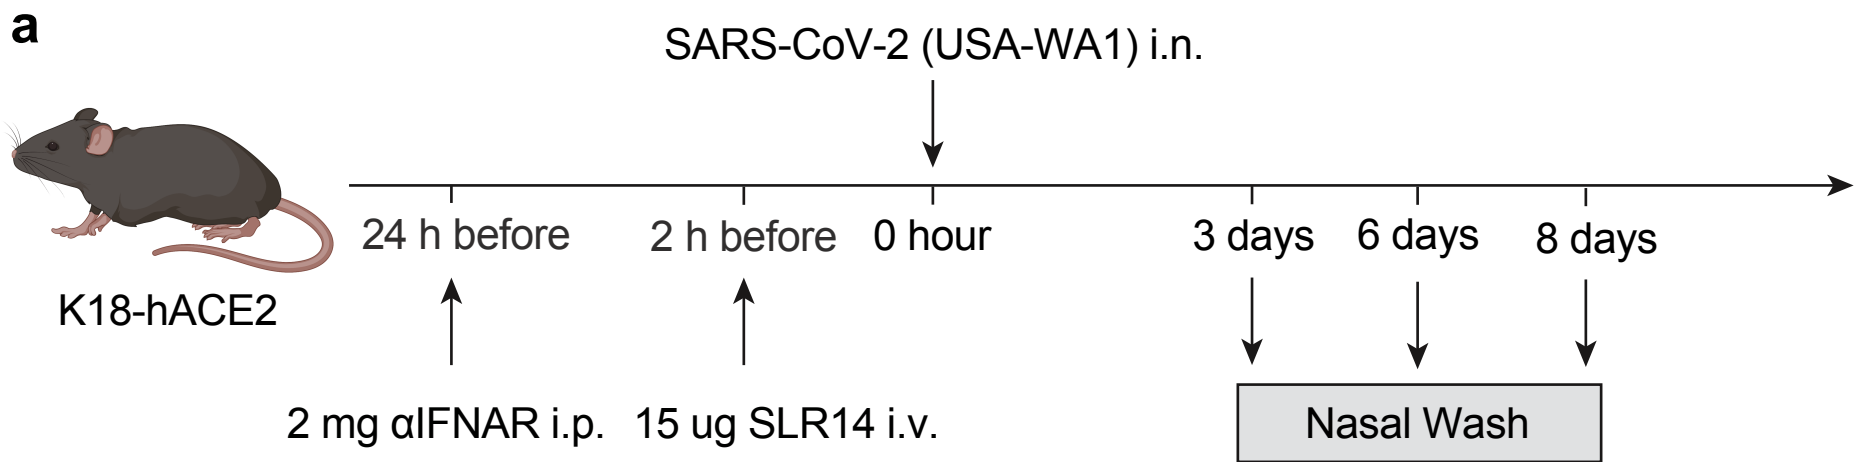 a
SARS-CoV-2 (USA-WA1) i.n.
24 h before
2 h before
0 hour
3 days
6 days
8 days
K18-hACE2
2 mg αIFNAR i.p.
15 ug SLR14 i.v.
Nasal Wash